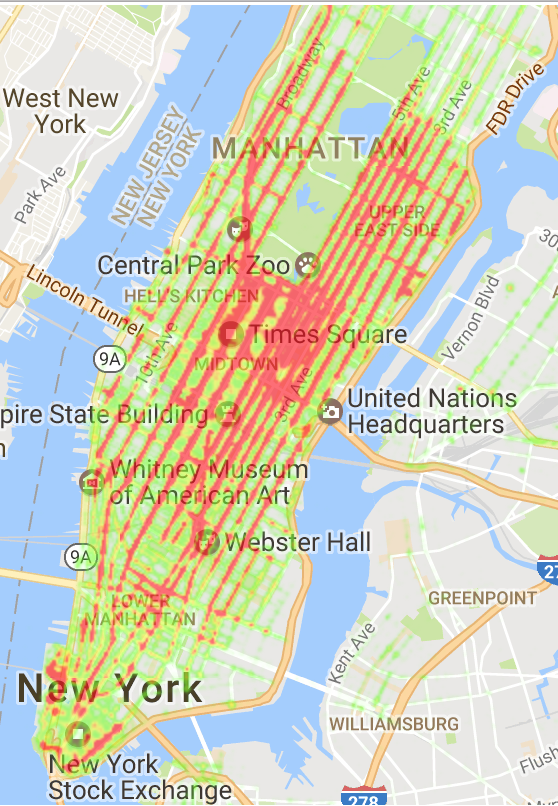 Broadway
5th Ave
3rd Ave
FDR Drive
West New
York
Park Ave
NEW JERSEY
NEW YORK
MANHATTAN
UPPER
EAST SIDE
Central Park Zoo
Lincoln Tunnel
HELL'S KITCHEN
Vernon Blvd
30
9A
10th Ave
Times Square
MIDTOWN
3rd Ave
pire State Building
United Nations
Headquarters
Whitney Museum
of American Art
9A
Webster Hall
27
LOWER
MANHATTAN
GREENPOINT
Kent Ave
New York
WILLIAMSBURG
New York
Stock Exchange
278
Flush